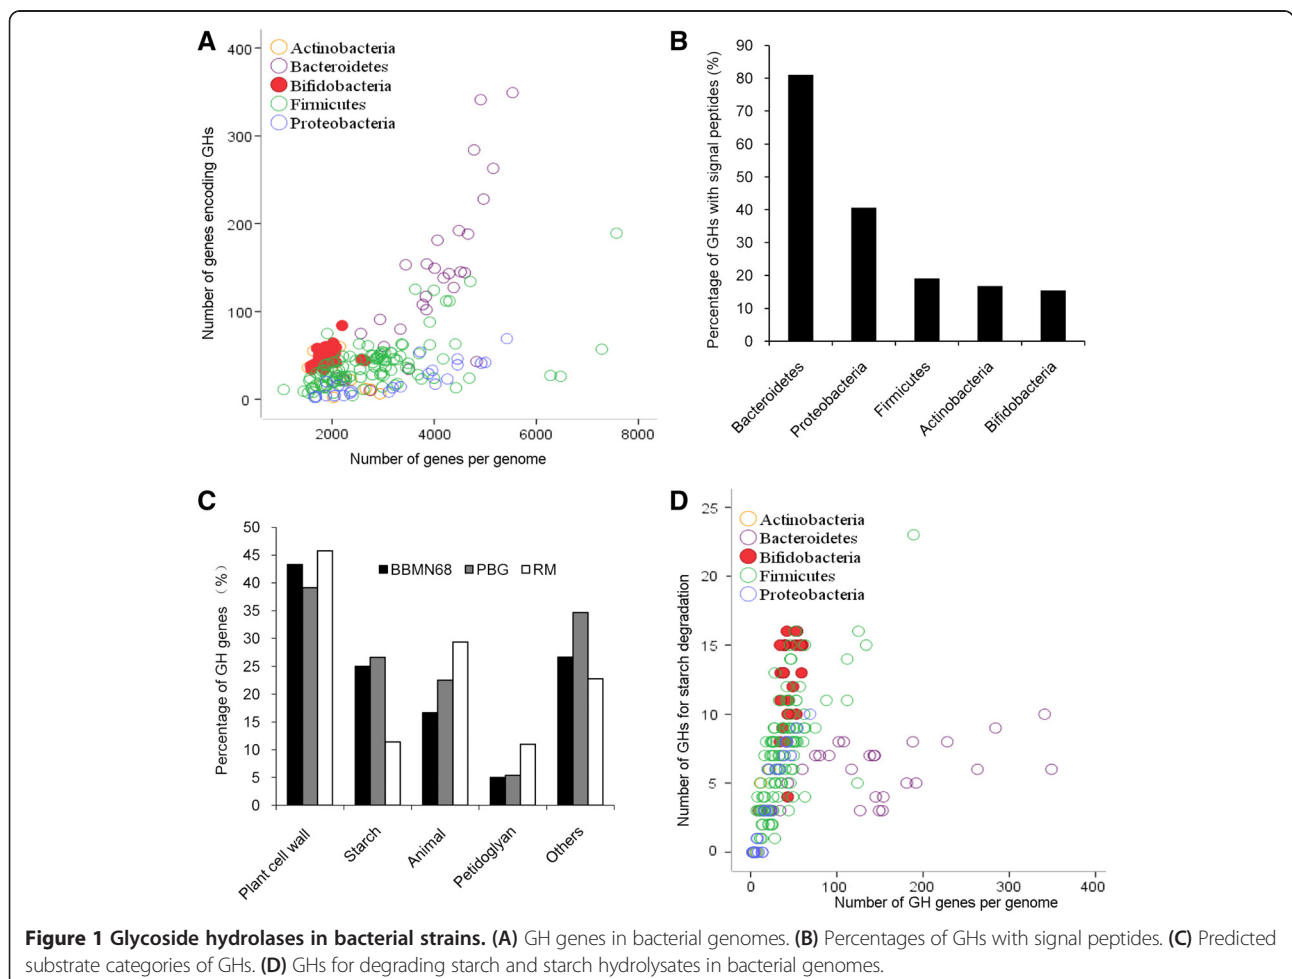 A
Actinobacteria
Bacteroidetes
Bifidobacteria
Firmicutes
Proteobacteria
Number of genes encoding GHs
400
300
200
100
0
2000 4000 6000 8000
Number of genes per genome
B
Percentage of GHs with signal peptides (%)
90
80
70
60
50
40
30
20
10
0
Bacteroidetes
Proteobacteria
Firmicutes
Actinobacteria
Bifidobacteria
C
Percentage of GH genes (%)
50
45
40
35
30
25
20
15
10
5
0
BBMN68 PBG RM
Plant cell wall
Starch
Animal
Petidoglyan
Others
D
Actinobacteria
Bacteroidetes
Bifidobacteria
Firmicutes
Proteobacteria
Number of GHs for starch degradation
25
20
15
10
5
0
0 100 200 300 400
Number of GH genes per genome
Figure 1 Glycoside hydrolases in bacterial strains. (A) GH genes in bacterial genomes. (B) Percentages of GHs with signal peptides. (C) Predicted
substrate categories of GHs. (D) GHs for degrading starch and starch hydrolysates in bacterial genomes.